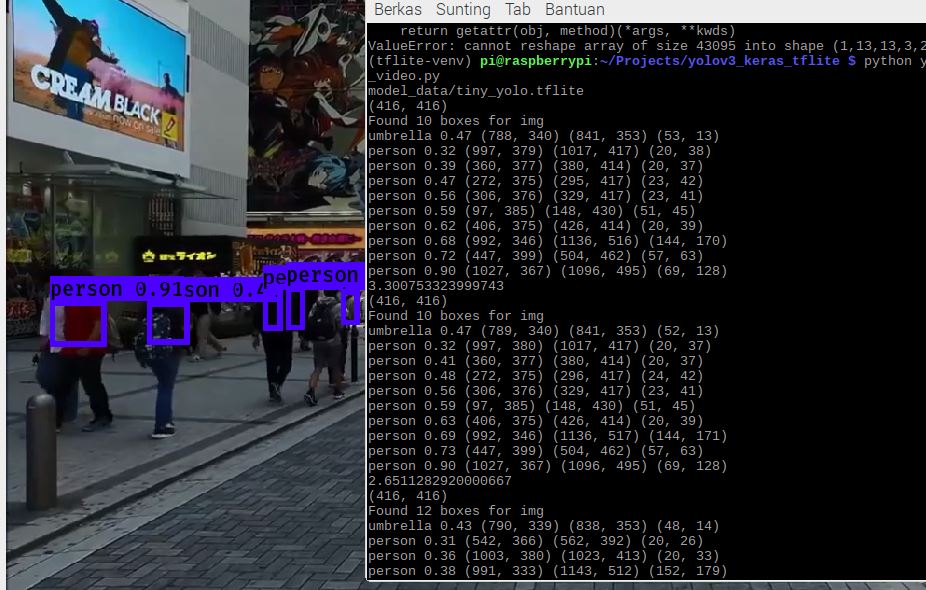 CREAM BLACK
now on sale
ライオン
person 0.91
son 0.4
pe
person
Berkas Sunting Tab Bantuan
return getattr(obj, method)(*args, **kwds)
ValueError: cannot reshape array of size 43095 into shape (1,13,13,3,2
(tflite-venv) pi@raspberrypi:~/Projects/yolov3_keras_tflite $ python y
_video.py
model_data/tiny_yolo.tflite
(416, 416)
Found 10 boxes for img
umbrella 0.47 (788, 340) (841, 353) (53, 13)
person 0.32 (997, 379) (1017, 417) (20, 38)
person 0.39 (360, 377) (380, 414) (20, 37)
person 0.47 (272, 375) (295, 417) (23, 42)
person 0.56 (306, 376) (329, 417) (23, 41)
person 0.59 (97, 385) (148, 430) (51, 45)
person 0.62 (406, 375) (426, 414) (20, 39)
person 0.68 (992, 346) (1136, 516) (144, 170)
person 0.72 (447, 399) (504, 462) (57, 63)
person 0.90 (1027, 367) (1096, 495) (69, 128)
3.300753323999743
(416, 416)
Found 10 boxes for img
umbrella 0.47 (789, 340) (841, 353) (52, 13)
person 0.32 (997, 380) (1017, 417) (20, 37)
person 0.41 (360, 377) (380, 414) (20, 37)
person 0.48 (272, 375) (296, 417) (24, 42)
person 0.56 (306, 376) (329, 417) (23, 41)
person 0.59 (97, 385) (148, 430) (51, 45)
person 0.63 (406, 375) (426, 414) (20, 39)
person 0.69 (992, 346) (1136, 517) (144, 171)
person 0.73 (447, 399) (504, 462) (57, 63)
person 0.90 (1027, 367) (1096, 495) (69, 128)
2.6511282920000667
(416, 416)
Found 12 boxes for img
umbrella 0.43 (790, 339) (838, 353) (48, 14)
person 0.31 (542, 366) (562, 392) (20, 26)
person 0.36 (1003, 380) (1023, 413) (20, 33)
person 0.38 (991, 333) (1143, 512) (152, 179)